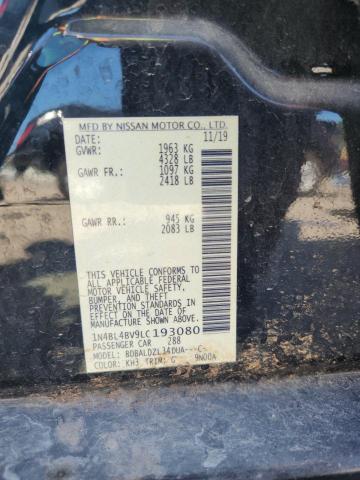 MFD BY NISSAN MOTOR CO., LTD.
DATE: 11/19
GVWR: 1963 KG
4328 LB
GAWR FR.: 1097 KG
2418 LB
GAWR RR.: 945 KG
2083 LB
THIS VEHICLE CONFORMS TO
ALL APPLICABLE FEDERAL
MOTOR VEHICLE SAFETY,
BUMPER, AND THEFT
PREVENTION STANDARDS IN
EFFECT ON THE DATE OF
MANUFACTURE SHOWN
ABOVE.
1N4BL4BV9LC193080
PASSENGER CAR 288
MODEL: BDBALDZL34DUA---C-
COLOR: KH3 TRIM: G 9N00A